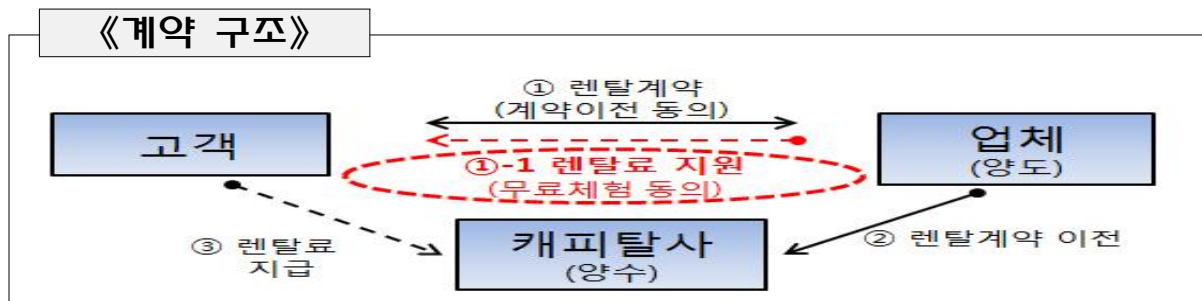 《계약 구조》
① 렌탈계약
(계약이전 동의)
고객
업체
(양도)
①-1 렌탈료 지원
(무료체험 동의)
③ 렌탈료
지급
캐피탈사
(양수)
② 렌탈계약 이전